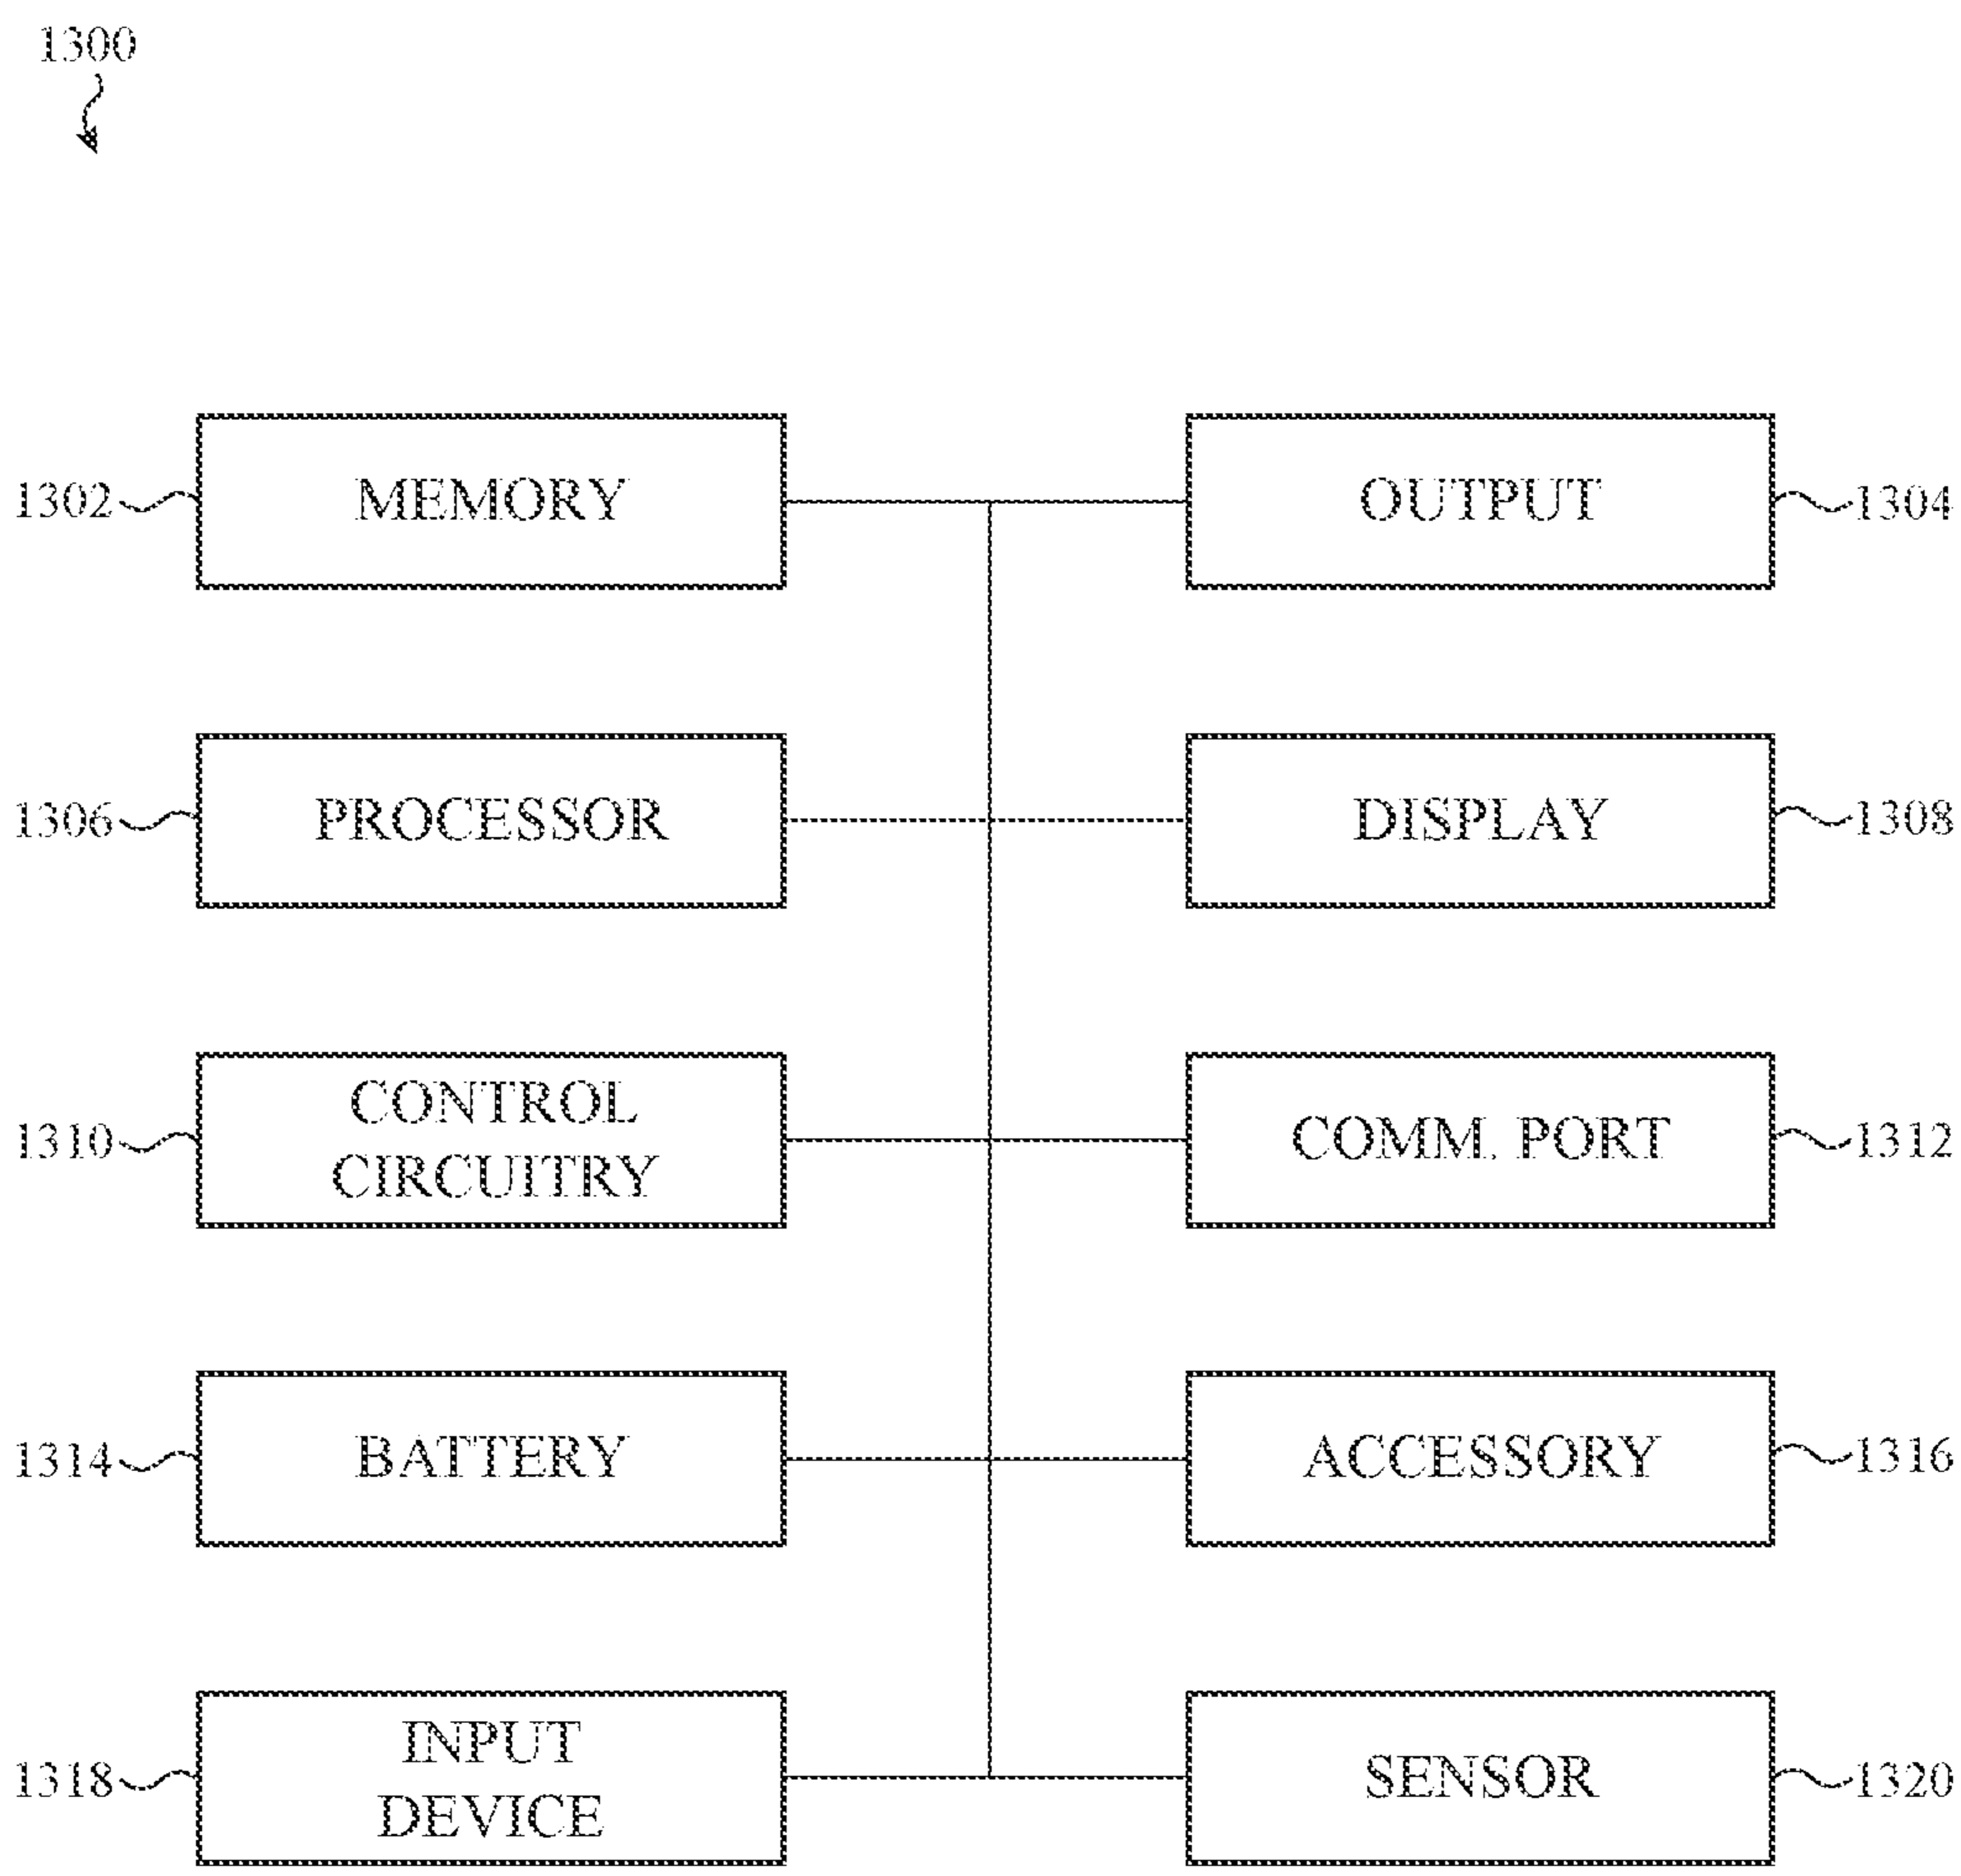 1300
1302 MEMORY OUTPUT 1304
1306 PROCESSOR DISPLAY 1308
1310 CONTROL
CIRCUITRY COMM. PORT 1312
1314 BATTERY ACCESSORY 1316
1318 INPUT
DEVICE SENSOR 1320